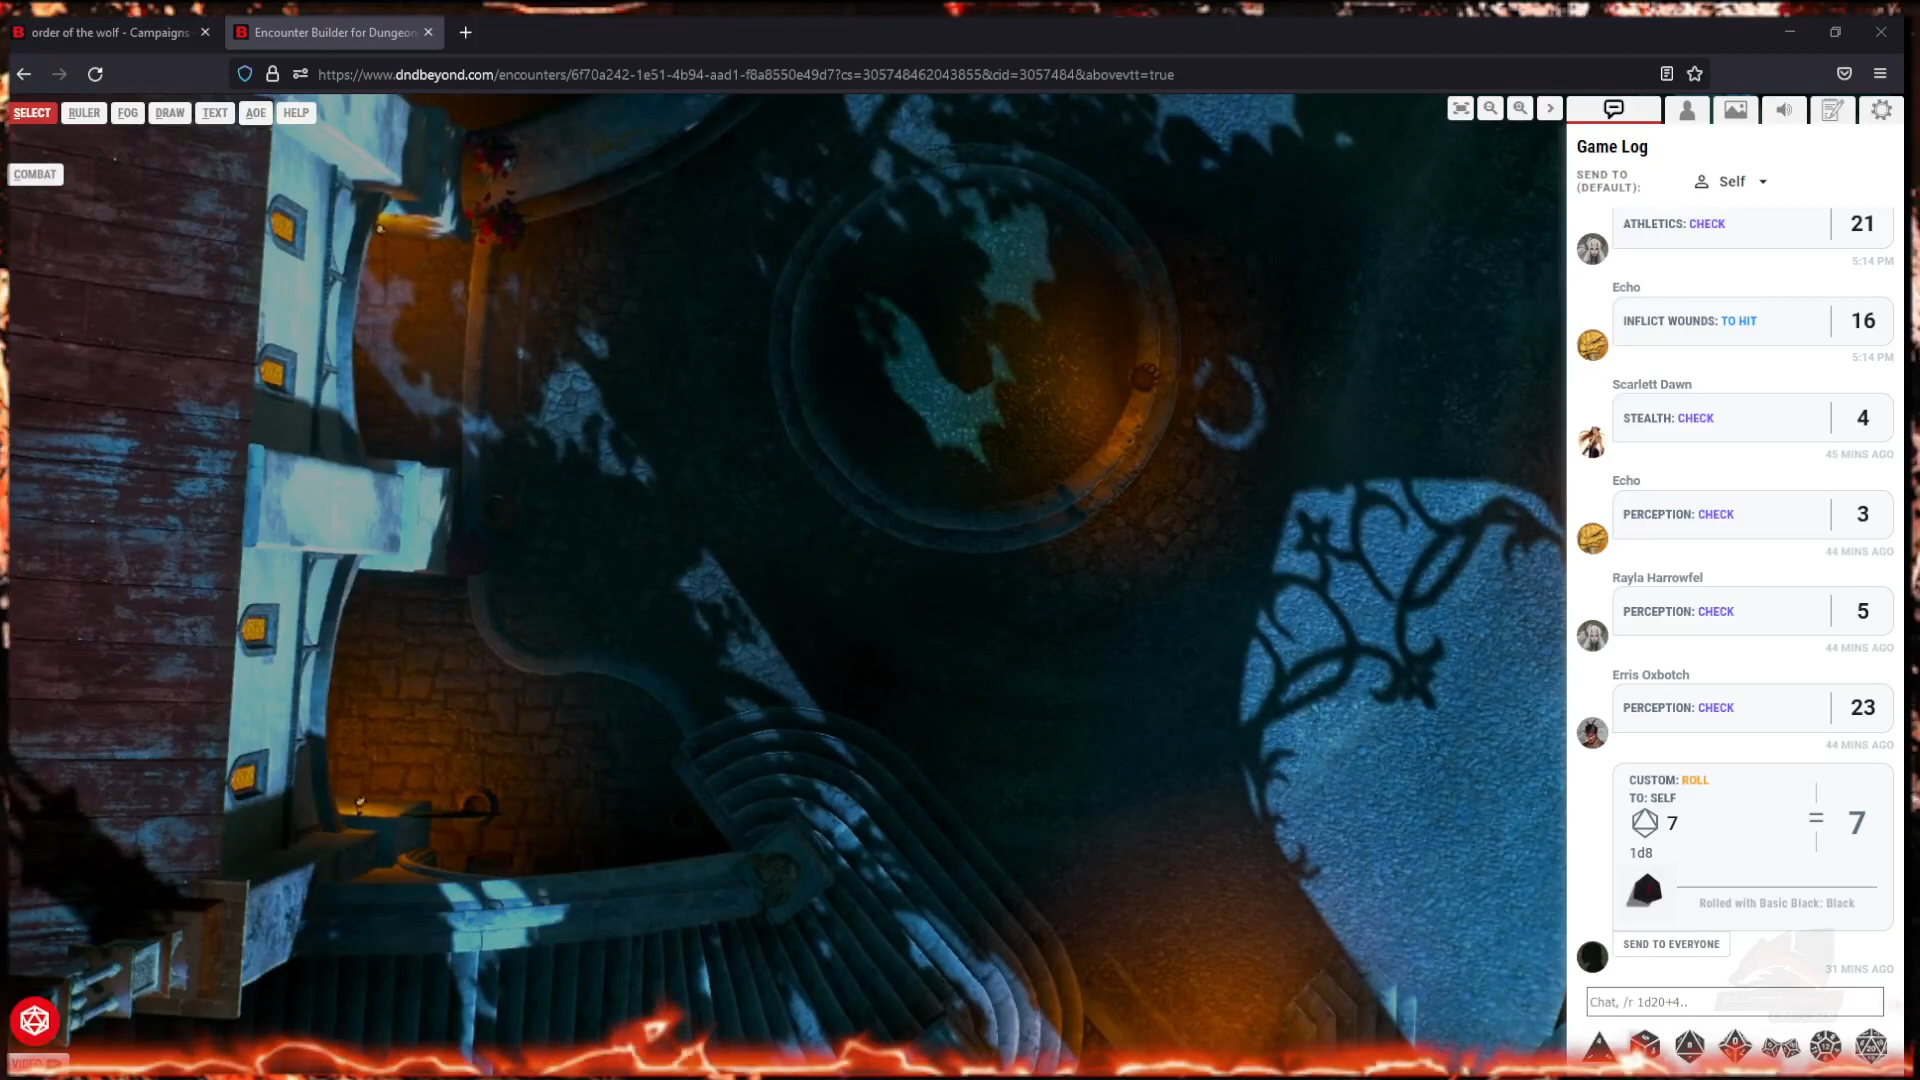 order of the wolf - Campaigns
Encounter Builder for Dungeon
https://www.dndbeyond.com/encounters/6f70a242-1e51-4b94-aad1-f8a8550e49d7?cs=305748462043855&cid=3057484&abovevtt=true
SELECT RULER FOG DRAW TEXT AOE HELP
COMBAT
Game Log
SEND TO
(DEFAULT):
Self
ATHLETICS: CHECK 21
5:14 PM
Echo
INFLICT WOUNDS: TO HIT 16
5:14 PM
Scarlett Dawn
STEALTH: CHECK 4
45 MINS AGO
Echo
PERCEPTION: CHECK 3
44 MINS AGO
Rayla Harrowfel
PERCEPTION: CHECK 5
44 MINS AGO
Erris Oxbotch
PERCEPTION: CHECK 23
44 MINS AGO
CUSTOM: ROLL
TO: SELF
7 = 7
1d8
Rolled with Basic Black: Black
SEND TO EVERYONE
31 MINS AGO
Chat, /r 1d20+4..
VIDEO